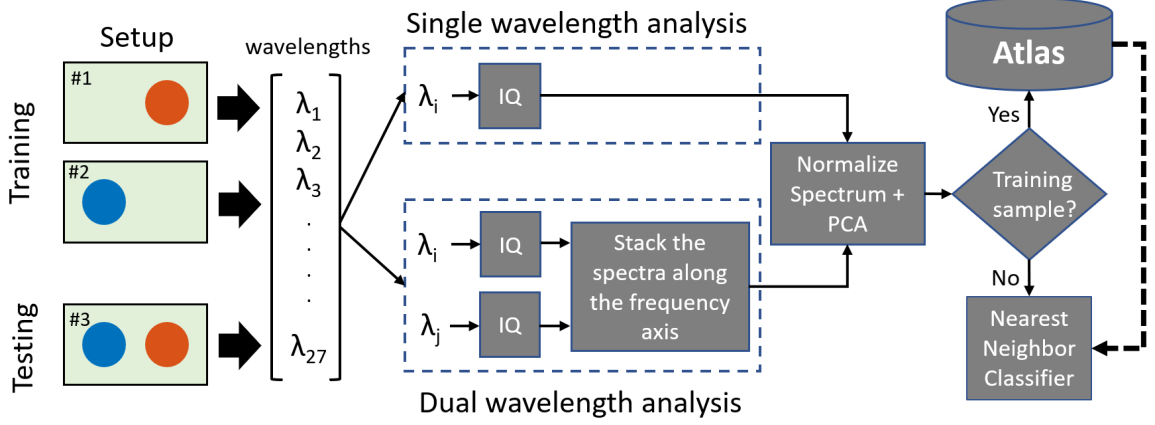 Setup
Training
#1
#2
Testing
#3
wavelengths
λ1
λ2
λ3
.
.
.
.
λ27
Single wavelength analysis
λi
IQ
λi
IQ
λj
IQ
Stack the
spectra along
the frequency
axis
Dual wavelength analysis
Normalize
Spectrum +
PCA
Training
sample?
Yes
Atlas
No
Nearest
Neighbor
Classifier